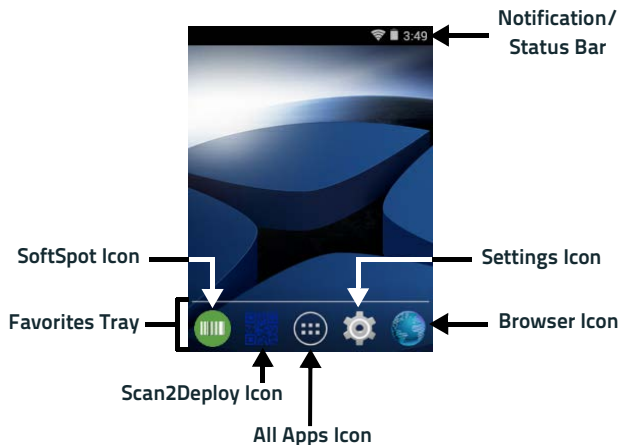 Notification/
Status Bar
3:49
SoftSpot Icon
Settings Icon
Favorites Tray
Browser Icon
Scan2Deploy Icon
All Apps Icon